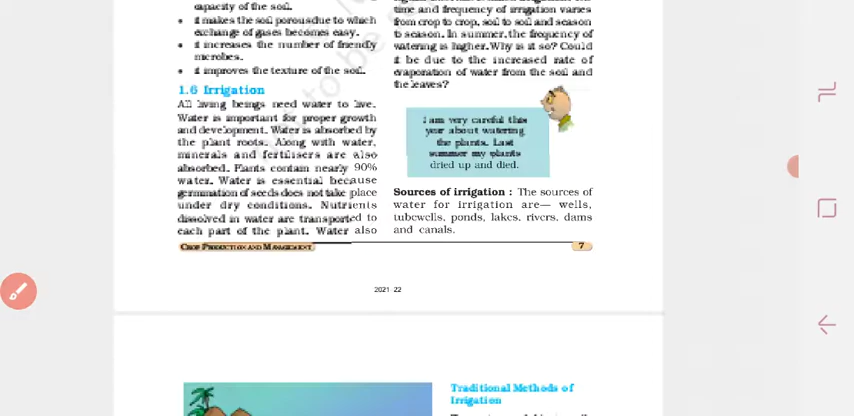 capacity of the soil.
• it makes the soil porous due to which
exchange of gases becomes easy.
• it increases the number of friendly
microbes.
• it improves the texture of the soil.
1.6 Irrigation
All living beings need water to live.
Water is important for proper growth
and development. Water is absorbed by
the plant roots. Along with water,
minerals and fertilisers are also
absorbed. Plants contain nearly 90%
water. Water is essential because
germination of seeds does not take place
under dry conditions. Nutrients
dissolved in water are transported to
each part of the plant. Water also
time and frequency of irrigation varies
from crop to crop, soil to soil and season
to season. In summer, the frequency of
watering is higher. Why is it so? Could
it be due to the increased rate of
evaporation of water from the soil and
the leaves?
I am very careful this
year about watering
the plants. Last
summer my plants
dried up and died.
Sources of irrigation : The sources of
water for irrigation are— wells,
tubewells, ponds, lakes, rivers, dams
and canals.
CROP PRODUCTION AND MANAGEMENT
7
2021-22
to be
Traditional Methods of
Irrigation